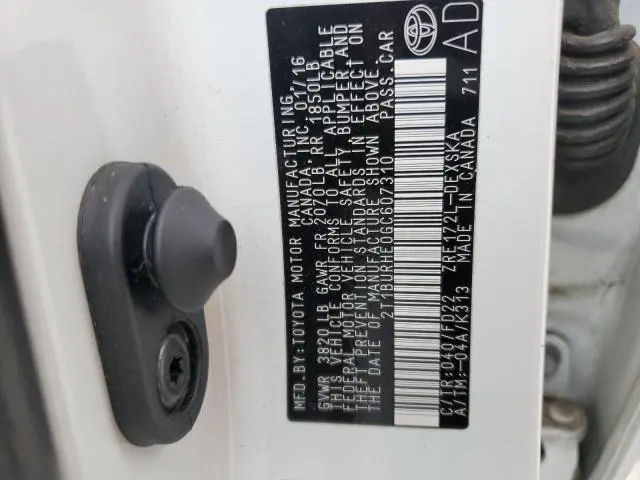 MFD. BY: TOYOTA MOTOR MANUFACTURING
CANADA, INC. 01/16
GVWR 3820LB GAWR FR 2070LB RR 1850LB
THIS VEHICLE CONFORMS TO ALL APPLICABLE
FEDERAL MOTOR VEHICLE SAFETY, BUMPER, AND
THEFT PREVENTION STANDARDS IN EFFECT ON
THE DATE OF MANUFACTURE SHOWN ABOVE.
2T1BURHE0GC607310 PASS. CAR
C/TR: 040/FD22 ZRE172L-DEXSKA
A/TM: -04A/K313 MADE IN CANADA 711
AD